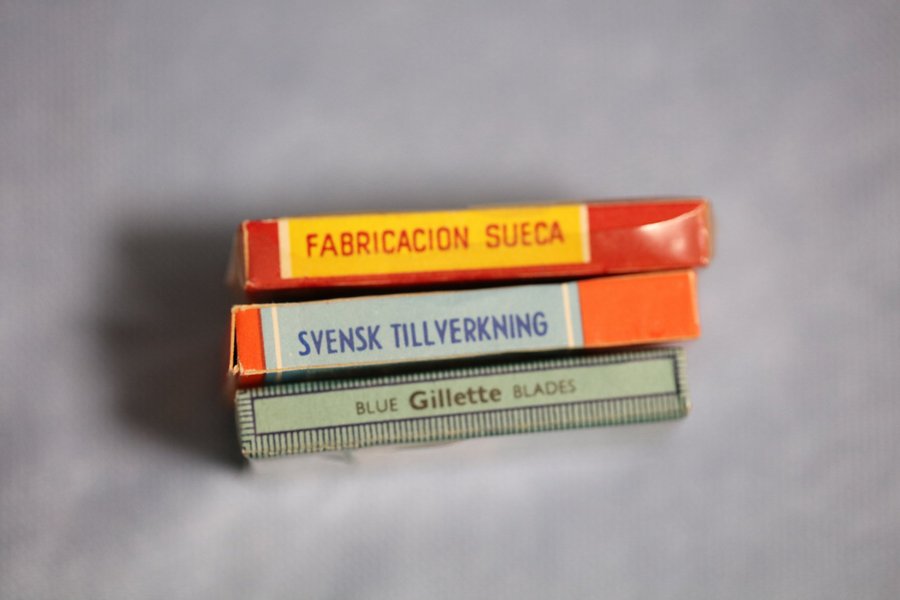 FABRICACION SUECA
SVENSK TILLVERKNING
BLUE Gillette BLADES